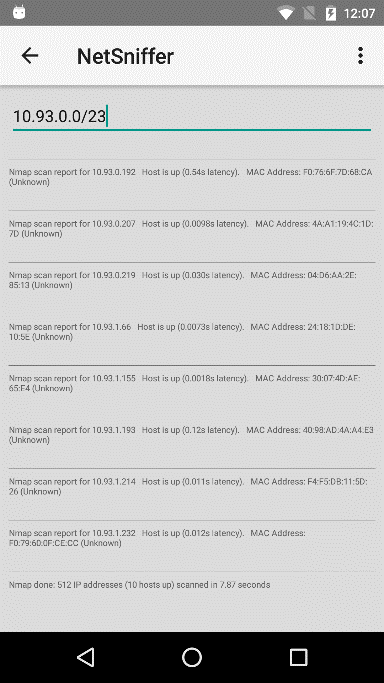 12:07
NetSniffer
10.93.0.0/23
Nmap scan report for 10.93.0.192 Host is up (0.54s latency). MAC Address: F0:76:6F:7D:68:CA
(Unknown)
Nmap scan report for 10.93.0.207 Host is up (0.0098s latency). MAC Address: 4A:A1:19:4C:1D:
7D (Unknown)
Nmap scan report for 10.93.0.219 Host is up (0.030s latency). MAC Address: 04:D6:AA:2E:
85:13 (Unknown)
Nmap scan report for 10.93.1.66 Host is up (0.0073s latency). MAC Address: 24:18:1D:DE:
10:5E (Unknown)
Nmap scan report for 10.93.1.155 Host is up (0.0018s latency). MAC Address: 30:07:4D:AF:
65:F4 (Unknown)
Nmap scan report for 10.93.1.193 Host is up (0.12s latency). MAC Address: 40:98:AD:4A:A4:E3
(Unknown)
Nmap scan report for 10.93.1.214 Host is up (0.011s latency). MAC Address: F4:F5:DB:11:5D:
26 (Unknown)
Nmap scan report for 10.93.1.232 Host is up (0.012s latency). MAC Address:
F0:79:60:0F:CE:CC (Unknown)
Nmap done: 512 IP addresses (10 hosts up) scanned in 7.87 seconds